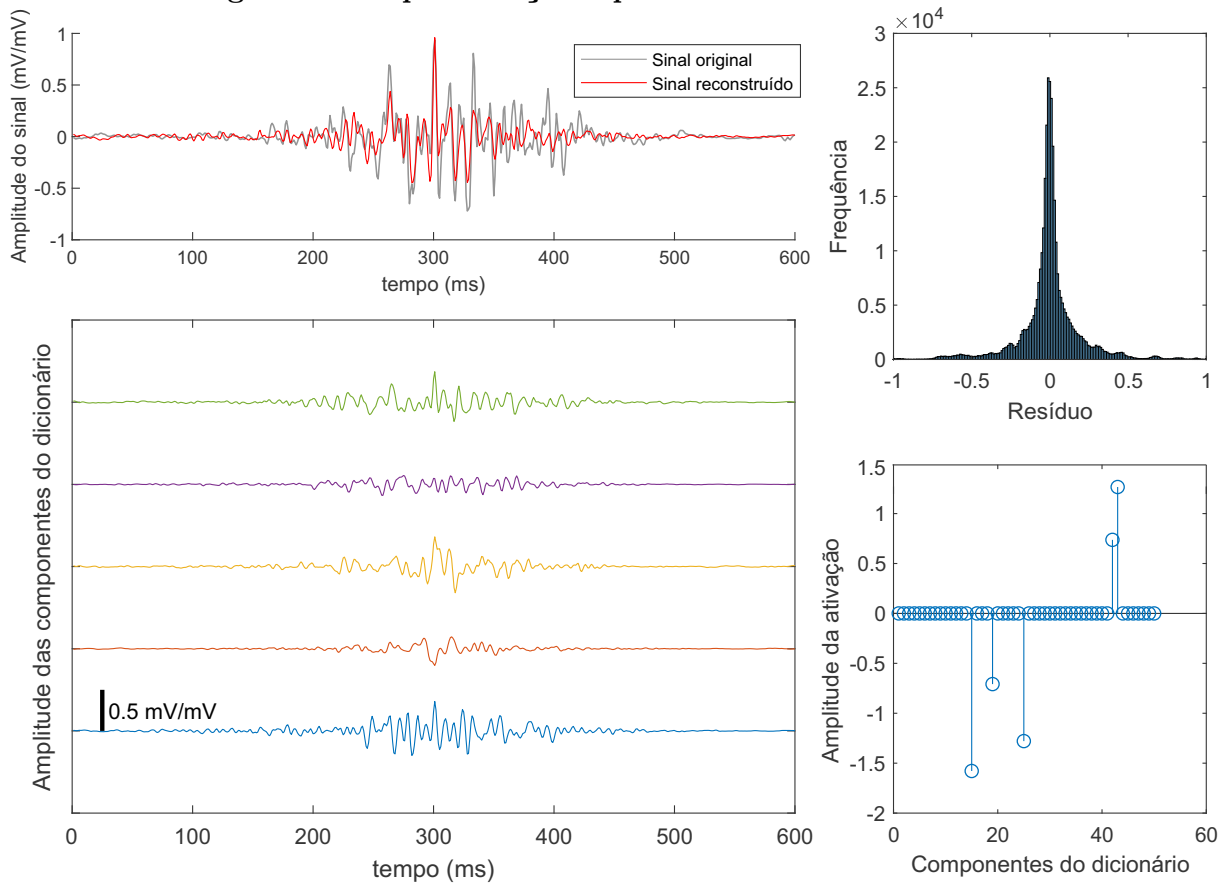 Amplitude do sinal (mV/mV)
1
0.5
0
-0.5
-1
Sinal original
Sinal reconstruído
0 100 200 300 400 500 600
tempo (ms)
Amplitude das componentes do dicionário
0.5 mV/mV
0 100 200 300 400 500 600
tempo (ms)
×10⁴
Frequência
3
2.5
2
1.5
1
0.5
0
-1 -0.5 0 0.5 1
Resíduo
Amplitude da ativação
1.5
1
0.5
0
-0.5
-1
-1.5
-2
0 20 40 60
Componentes do dicionário